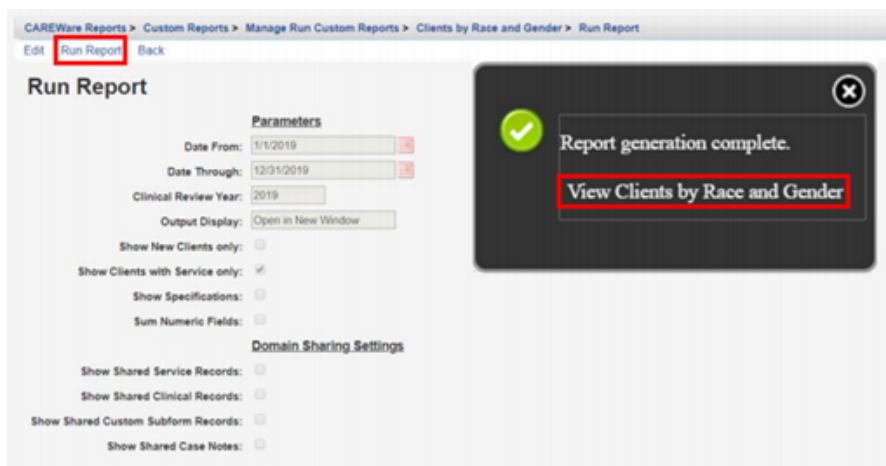 CAREWare Reports > Custom Reports > Manage Run Custom Reports > Clients by Race and Gender > Run Report
Edit Run Report Back
Run Report
Parameters
Date From: 1/1/2019
Date Through: 12/31/2019
Clinical Review Year: 2019
Output Display: Open in New Window
Show New Clients only:
Show Clients with Service only:
Show Specifications:
Sum Numeric Fields:
Domain Sharing Settings
Show Shared Service Records:
Show Shared Clinical Records:
Show Shared Custom Subform Records:
Show Shared Case Notes:
Report generation complete.
View Clients by Race and Gender